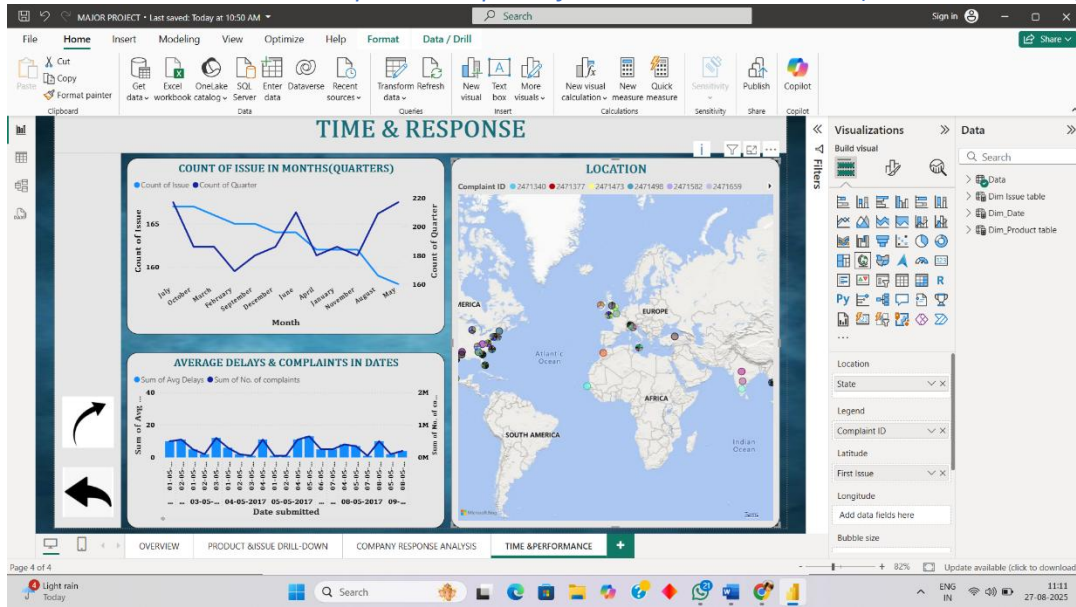 MAJOR PROJECT • Last saved: Today at 10:50 AM
Search
Sign in
File Home Insert Modeling View Optimize Help Format Data / Drill
Share
Paste
Cut
Copy
Format painter
Get data
Excel workbook
OneLake catalog
SQL Server
Enter data
Dataverse
Recent sources
Transform data
Refresh
New visual
Text box
More visuals
New visual calculation
New measure
Quick measure
Sensitivity
Publish
Copilot
Clipboard
Data
Queries
Insert
Calculations
Sensitivity
Share
Copilot
TIME & RESPONSE
COUNT OF ISSUE IN MONTHS(QUARTERS)
Count of Issue Count of Quarter
Count of Issue
165
160
220
200
180
160
Count of Quarter
July October March February September December June April January November August May
Month
AVERAGE DELAYS & COMPLAINTS IN DATES
Sum of Avg Delays Sum of No. of complaints
Sum of Avg ...
40
20
0
2M
1M
0M
Sum of No. of co...
... ... 03-05-... 04-05-2017 05-05-2017 ... ... 08-05-2017 09-...
Date submitted
LOCATION
Complaint ID 2471340 2471377 2471473 2471498 2471582 2471659
MERICA
EUROPE
Atlantic
Ocean
AFRICA
SOUTH AMERICA
Indian
Ocean
Filters
Visualizations
Build visual
Location
State
Legend
Complaint ID
Latitude
First Issue
Longitude
Add data fields here
Bubble size
Data
Search
Data
Dim Issue table
Dim_Date
Dim_Product table
OVERVIEW
PRODUCT &ISSUE DRILL-DOWN
COMPANY RESPONSE ANALYSIS
TIME &PERFORMANCE
Page 4 of 4
82%
Update available (click to download
Light rain
Today
Search
ENG
IN
11:11
27-08-2025